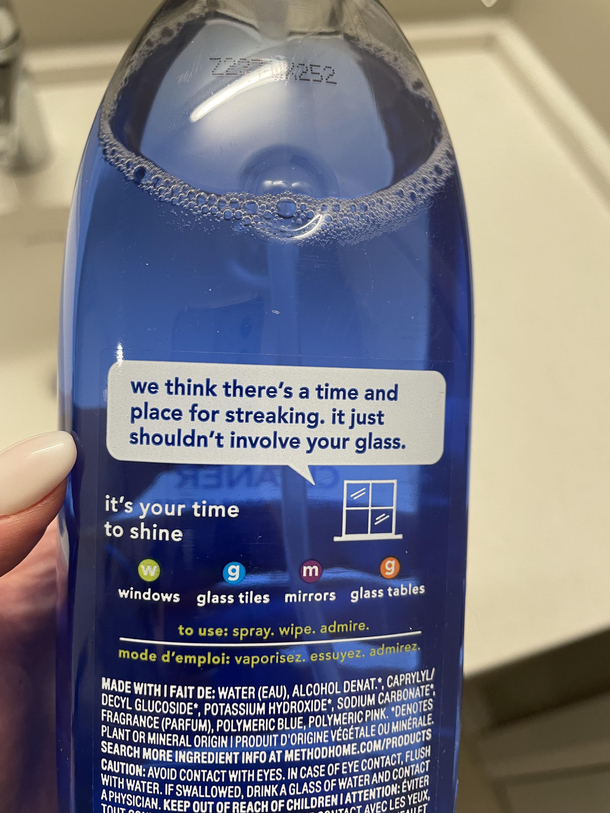 we think there's a time and
place for streaking. it just
shouldn't involve your glass.
it's your time
to shine
w g m g
windows glass tiles mirrors glass tables
to use: spray. wipe. admire.
mode d'emploi: vaporisez. essuyez. admirez.
MADE WITH I FAIT DE: WATER (EAU), ALCOHOL DENAT.*, CAPRYLYL/
DECYL GLUCOSIDE*, POTASSIUM HYDROXIDE*, SODIUM CARBONATE*,
FRAGRANCE (PARFUM), POLYMERIC BLUE, POLYMERIC PINK. *DENOTES
PLANT OR MINERAL ORIGIN I PRODUIT D'ORIGINE VÉGÉTALE OU MINÉRALE.
SEARCH MORE INGREDIENT INFO AT METHODHOME.COM/PRODUCTS
CAUTION: AVOID CONTACT WITH EYES. IN CASE OF EYE CONTACT, FLUSH
WITH WATER. IF SWALLOWED, DRINK A GLASS OF WATER AND CONTACT
A PHYSICIAN. KEEP OUT OF REACH OF CHILDREN I ATTENTION: ÉVITER
TOUT CONTACT AVEC LES YEUX,